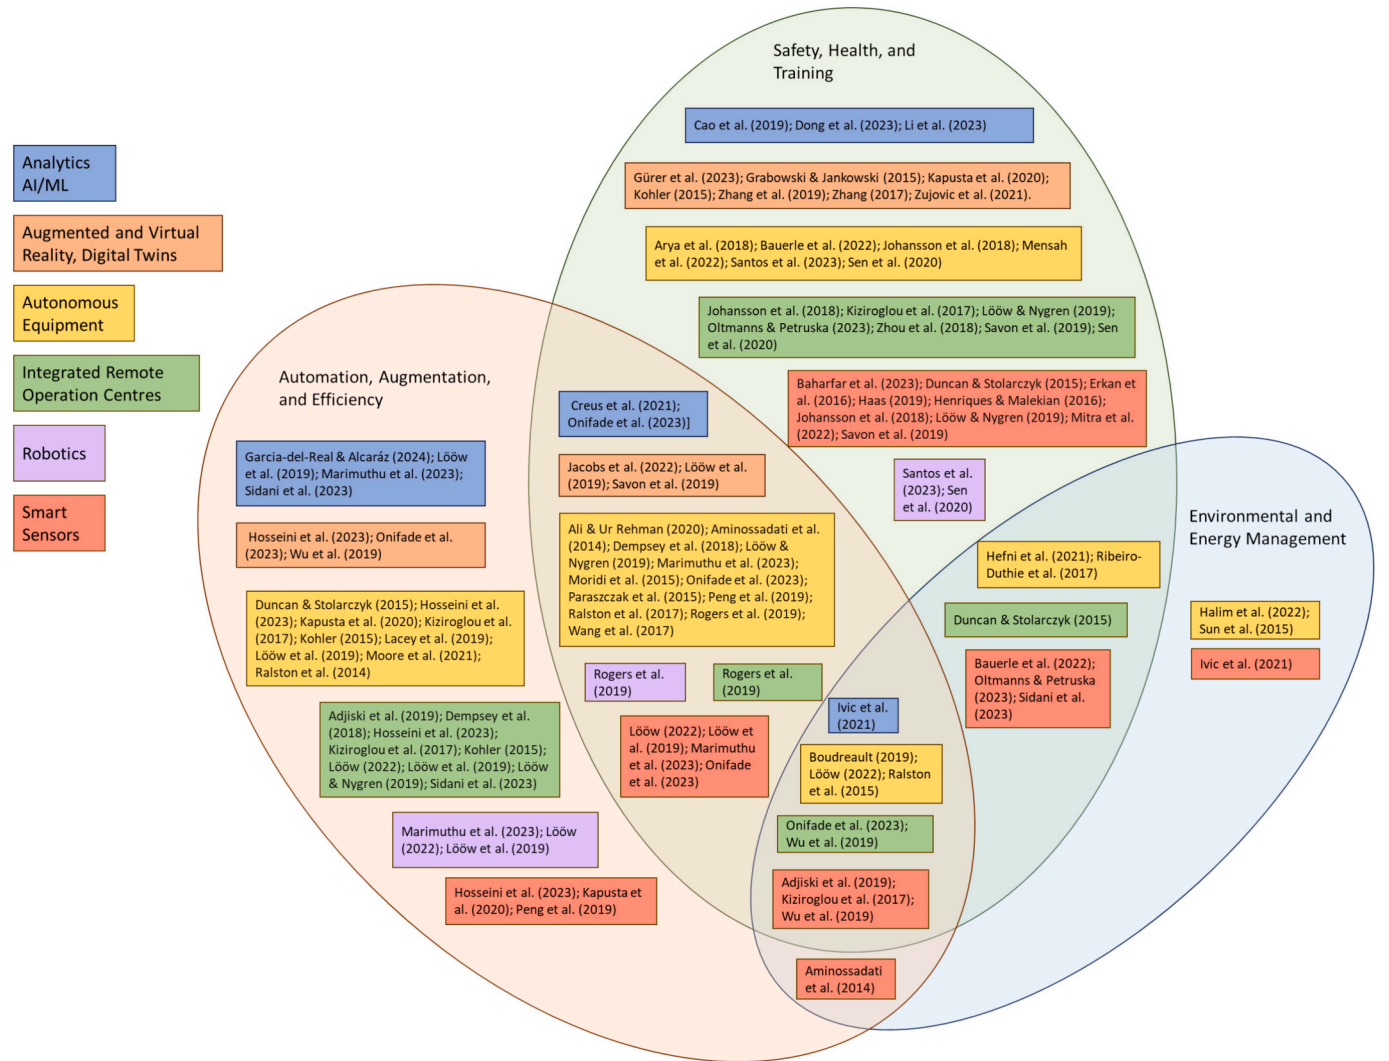 Safety, Health, and
Training
Cao et al. (2019); Dong et al. (2023); Li et al. (2023)
Analytics
AI/ML
Gürer et al. (2023); Grabowski & Jankowski (2015); Kapusta et al. (2020);
Kohler (2015); Zhang et al. (2019); Zhang (2017); Zujovic et al. (2021).
Augmented and Virtual
Reality, Digital Twins
Arya et al. (2018); Bauerle et al. (2022); Johansson et al. (2018); Mensah
et al. (2022); Santos et al. (2023); Sen et al. (2020)
Autonomous
Equipment
Johansson et al. (2018); Kiziroglou et al. (2017); Lööw & Nygren (2019);
Oltmanns & Petruska (2023); Zhou et al. (2018); Savon et al. (2019); Sen
et al. (2020)
Integrated Remote
Operation Centres
Automation, Augmentation,
and Efficiency
Baharfar et al. (2023); Duncan & Stolarczyk (2015); Erkan
et al. (2016); Haas (2019); Henriques & Malekian (2016);
Johansson et al. (2018); Lööw & Nygren (2019); Mitra et al.
(2022); Savon et al. (2019)
Creus et al. (2021);
Onifade et al. (2023)]
Robotics
Garcia-del-Real & Alcaráz (2024); Lööw
et al. (2019); Marimuthu et al. (2023);
Sidani et al. (2023)
Jacobs et al. (2022); Lööw et al.
(2019); Savon et al. (2019)
Santos et al.
(2023); Sen
et al. (2020)
Smart
Sensors
Hosseini et al. (2023); Onifade et al.
(2023); Wu et al. (2019)
Ali & Ur Rehman (2020); Aminossadati et al.
(2014); Dempsey et al. (2018); Lööw &
Nygren (2019); Marimuthu et al. (2023);
Moridi et al. (2015); Onifade et al. (2023);
Paraszczak et al. (2015); Peng et al. (2019);
Ralston et al. (2017); Rogers et al. (2019);
Wang et al. (2017)
Environmental and
Energy Management
Hefni et al. (2021); Ribeiro-
Duthie et al. (2017)
Duncan & Stolarczyk (2015); Hosseini et al.
(2023); Kapusta et al. (2020); Kiziroglou et al.
(2017); Kohler (2015); Lacey et al. (2019);
Lööw et al. (2019); Moore et al. (2021);
Ralston et al. (2014)
Duncan & Stolarczyk (2015)
Halim et al. (2022);
Sun et al. (2015)
Ivic et al. (2021)
Rogers et al.
(2019)
Rogers et al.
(2019)
Bauerle et al. (2022);
Oltmanns & Petruska
(2023); Sidani et al.
(2023)
Adjiski et al. (2019); Dempsey et al.
(2018); Hosseini et al. (2023);
Kiziroglou et al. (2017); Kohler (2015);
Lööw (2022); Lööw et al. (2019); Lööw
& Nygren (2019); Sidani et al. (2023)
Lööw (2022); Lööw et
al. (2019); Marimuthu
et al. (2023); Onifade
et al. (2023)
Ivic et al.
(2021)
Boudreault (2019);
Lööw (2022); Ralston
et al. (2015)
Marimuthu et al. (2023); Lööw
(2022); Lööw et al. (2019)
Onifade et al. (2023);
Wu et al. (2019)
Hosseini et al. (2023); Kapusta et
al. (2020); Peng et al. (2019)
Adjiski et al. (2019);
Kiziroglou et al. (2017);
Wu et al. (2019)
Aminossadati
et al. (2014)